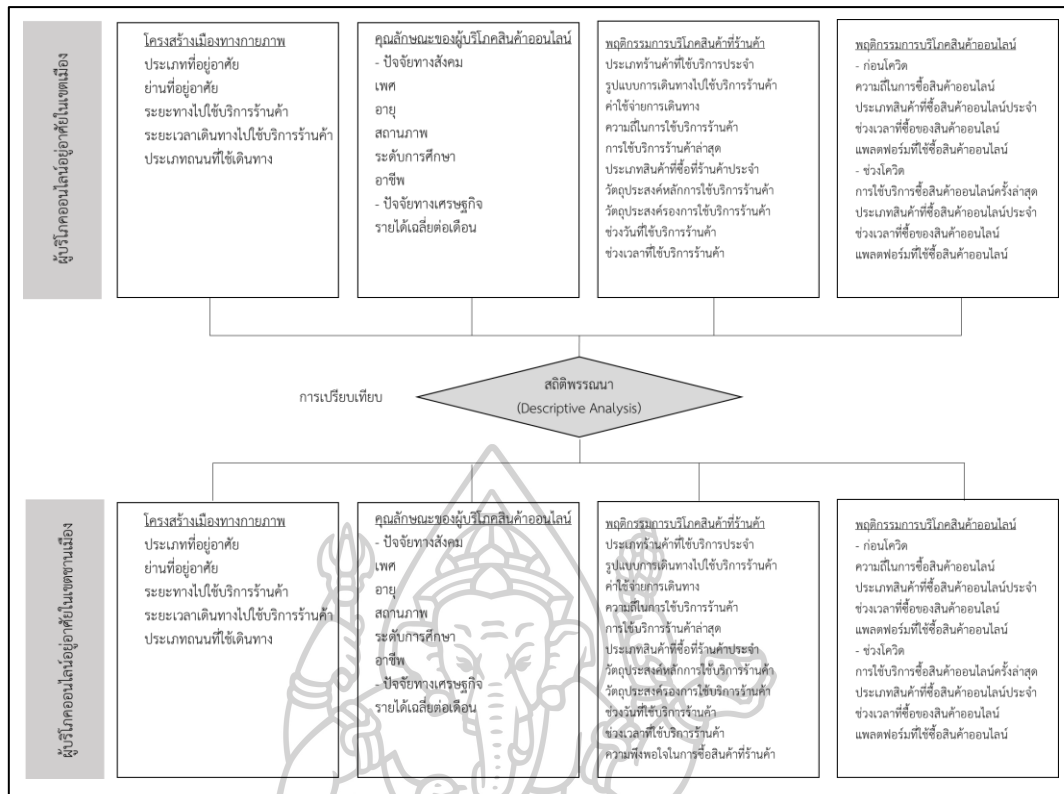 ผู้บริโภคออนไลน์อยู่อาศัยในเขตเมือง
โครงสร้างเมืองทางกายภาพ
ประเภทที่อยู่อาศัย
ย่านที่อยู่อาศัย
ระยะทางไปใช้บริการร้านค้า
ระยะเวลาเดินทางไปใช้บริการร้านค้า
ประเภทถนนที่ใช้เดินทาง
คุณลักษณะของผู้บริโภคสินค้าออนไลน์
- ปัจจัยทางสังคม
เพศ
อายุ
สถานภาพ
ระดับการศึกษา
อาชีพ
- ปัจจัยทางเศรษฐกิจ
รายได้เฉลี่ยต่อเดือน
พฤติกรรมการบริโภคสินค้าที่ร้านค้า
ประเภทร้านค้าที่ใช้บริการประจำ
รูปแบบการเดินทางไปใช้บริการร้านค้า
ค่าใช้จ่ายการเดินทาง
ความถี่ในการใช้บริการร้านค้า
การใช้บริการร้านค้าล่าสุด
ประเภทสินค้าที่ซื้อที่ร้านค้าประจำ
วัตถุประสงค์หลักการใช้บริการร้านค้า
วัตถุประสงค์รองการใช้บริการร้านค้า
ช่วงวันที่ใช้บริการร้านค้า
ช่วงเวลาที่ใช้บริการร้านค้า
พฤติกรรมการบริโภคสินค้าออนไลน์
- ก่อนโควิด
ความถี่ในการซื้อสินค้าออนไลน์
ประเภทสินค้าที่ซื้อออนไลน์ประจำ
ช่วงเวลาที่ซื้อของสินค้าออนไลน์
แพลตฟอร์มที่ใช้ซื้อสินค้าออนไลน์
- ช่วงโควิด
การใช้บริการซื้อสินค้าออนไลน์ครั้งล่าสุด
ประเภทสินค้าที่ซื้อออนไลน์ประจำ
ช่วงเวลาที่ซื้อของสินค้าออนไลน์
แพลตฟอร์มที่ใช้ซื้อสินค้าออนไลน์
การเปรียบเทียบ
สถิติพรรณนา
(Descriptive Analysis)
ผู้บริโภคออนไลน์อยู่อาศัยในเขตชานเมือง
โครงสร้างเมืองทางกายภาพ
ประเภทที่อยู่อาศัย
ย่านที่อยู่อาศัย
ระยะทางไปใช้บริการร้านค้า
ระยะเวลาเดินทางไปใช้บริการร้านค้า
ประเภทถนนที่ใช้เดินทาง
คุณลักษณะของผู้บริโภคสินค้าออนไลน์
- ปัจจัยทางสังคม
เพศ
อายุ
สถานภาพ
ระดับการศึกษา
อาชีพ
- ปัจจัยทางเศรษฐกิจ
รายได้เฉลี่ยต่อเดือน
พฤติกรรมการบริโภคสินค้าที่ร้านค้า
ประเภทร้านค้าที่ใช้บริการประจำ
รูปแบบการเดินทางไปใช้บริการร้านค้า
ค่าใช้จ่ายการเดินทาง
ความถี่ในการใช้บริการร้านค้า
การใช้บริการร้านค้าล่าสุด
ประเภทสินค้าที่ซื้อที่ร้านค้าประจำ
วัตถุประสงค์หลักการใช้บริการร้านค้า
วัตถุประสงค์รองการใช้บริการร้านค้า
ช่วงวันที่ใช้บริการร้านค้า
ช่วงเวลาที่ใช้บริการร้านค้า
ความพึงพอใจในการซื้อสินค้าที่ร้านค้า
พฤติกรรมการบริโภคสินค้าออนไลน์
- ก่อนโควิด
ความถี่ในการซื้อสินค้าออนไลน์
ประเภทสินค้าที่ซื้อออนไลน์ประจำ
ช่วงเวลาที่ซื้อของสินค้าออนไลน์
แพลตฟอร์มที่ใช้ซื้อสินค้าออนไลน์
- ช่วงโควิด
การใช้บริการซื้อสินค้าออนไลน์ครั้งล่าสุด
ประเภทสินค้าที่ซื้อออนไลน์ประจำ
ช่วงเวลาที่ซื้อของสินค้าออนไลน์
แพลตฟอร์มที่ใช้ซื้อสินค้าออนไลน์